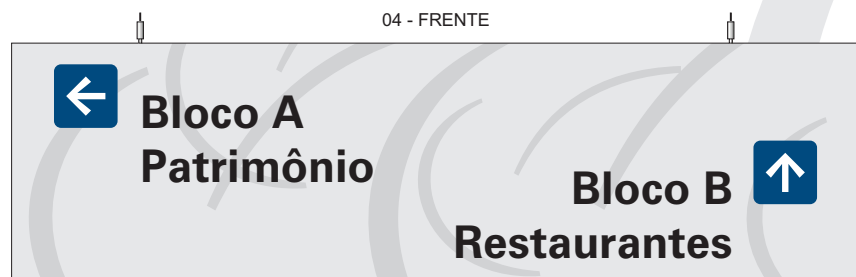 04 - FRENTE
Bloco A
Patrimônio
Bloco B
Restaurantes